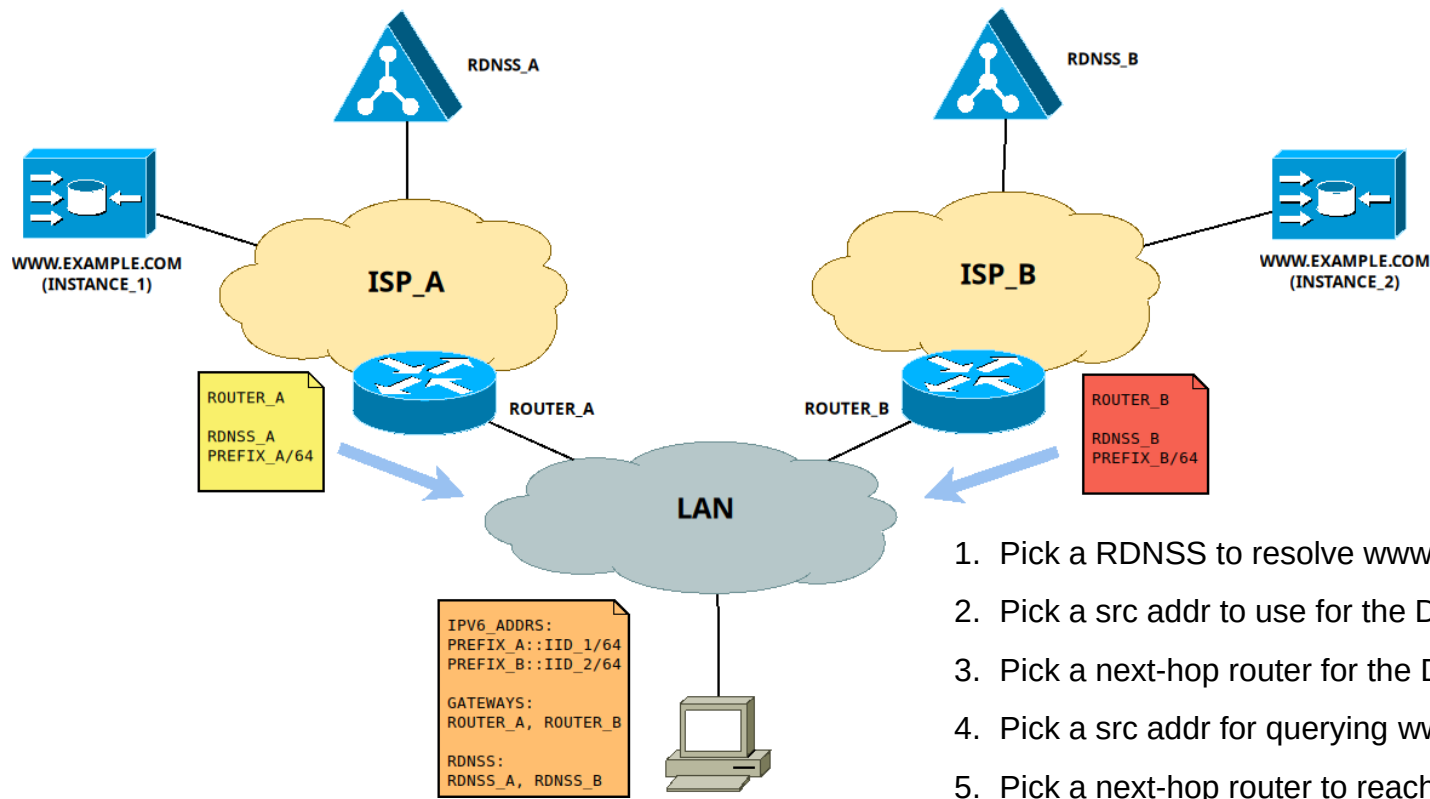 RDNSS_A
RDNSS_B
WWW.EXAMPLE.COM
(INSTANCE_1)
WWW.EXAMPLE.COM
(INSTANCE_2)
ISP_A
ISP_B
ROUTER_A
RDNSS_A
PREFIX_A/64
ROUTER_A
ROUTER_B
ROUTER_B
RDNSS_B
PREFIX_B/64
LAN
IPV6_ADDRS:
PREFIX_A::IID_1/64
PREFIX_B::IID_2/64
GATEWAYS:
ROUTER_A, ROUTER_B
RDNSS:
RDNSS_A, RDNSS_B
1. Pick a RDNSS to resolve www
2. Pick a src addr to use for the D
3. Pick a next-hop router for the D
4. Pick a src addr for querying ww
5. Pick a next-hop router to reach